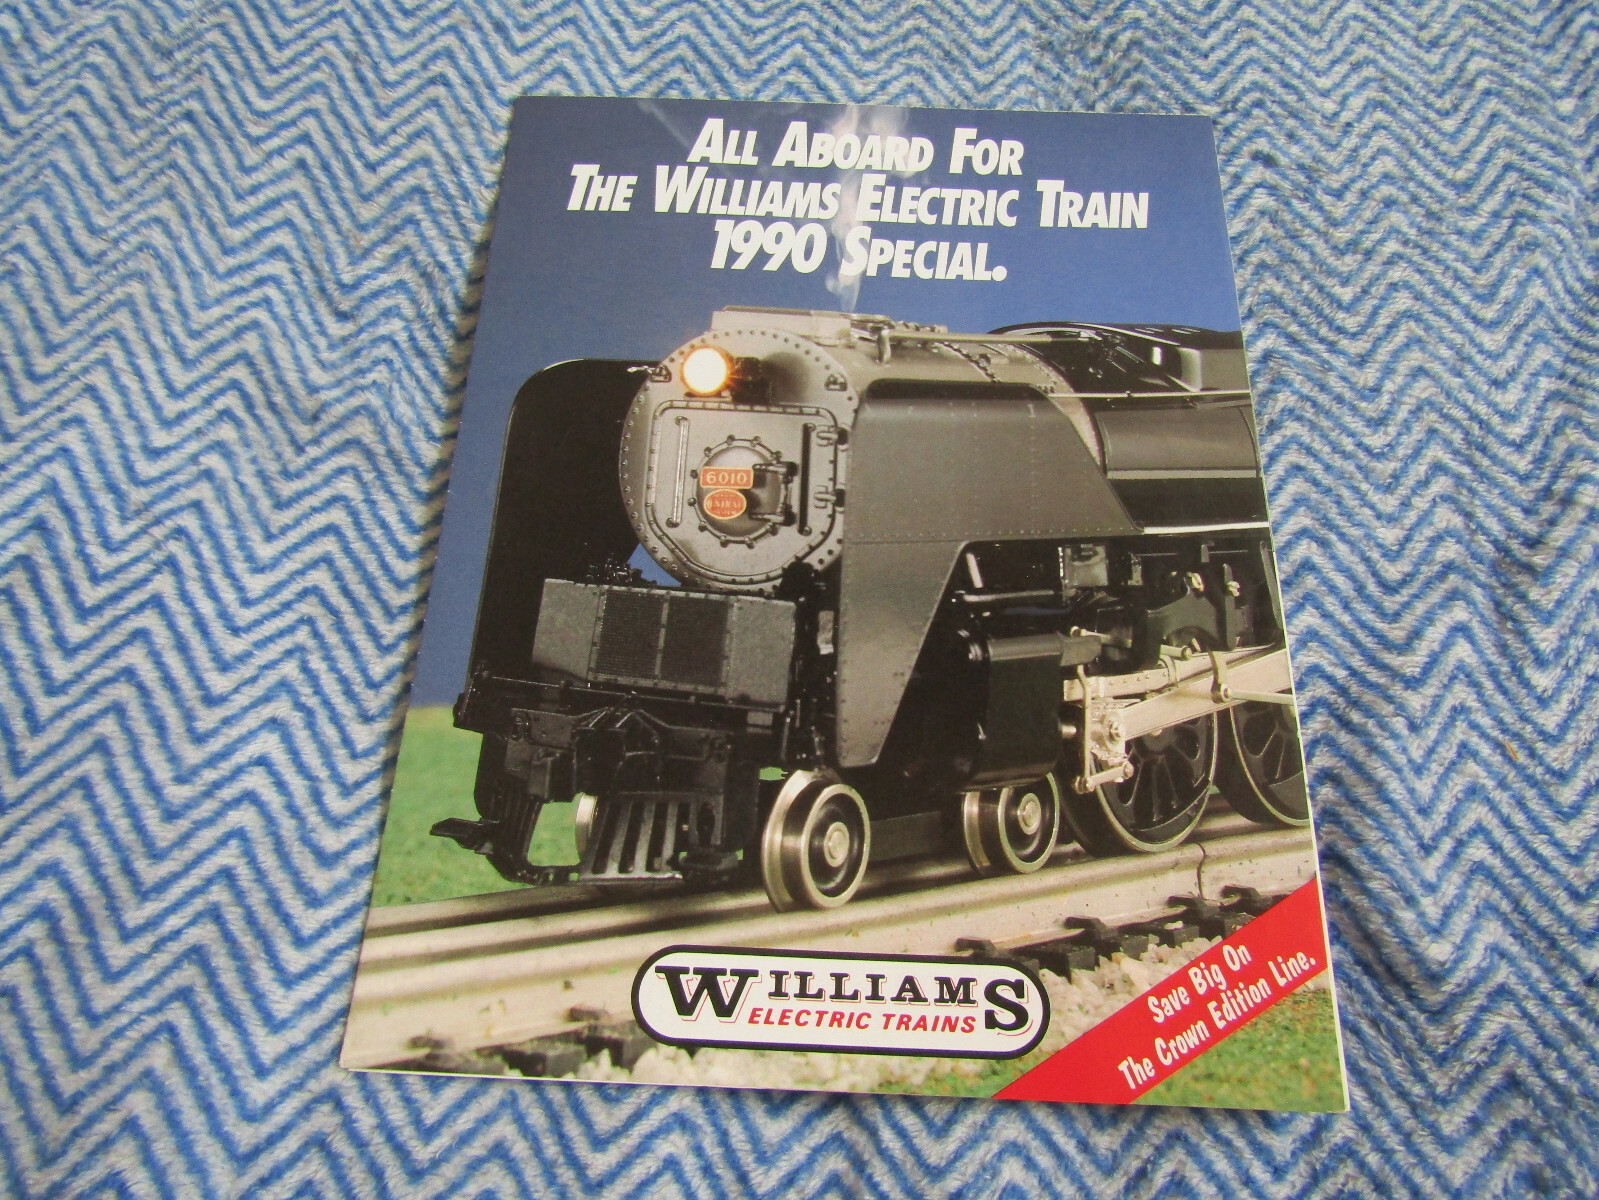 ALL ABOARD FOR
THE WILLIAMS ELECTRIC TRAIN
1990 SPECIAL.
6010
WILLIAMS
ELECTRIC TRAINS
Save Big On
The Crown Edition Line.